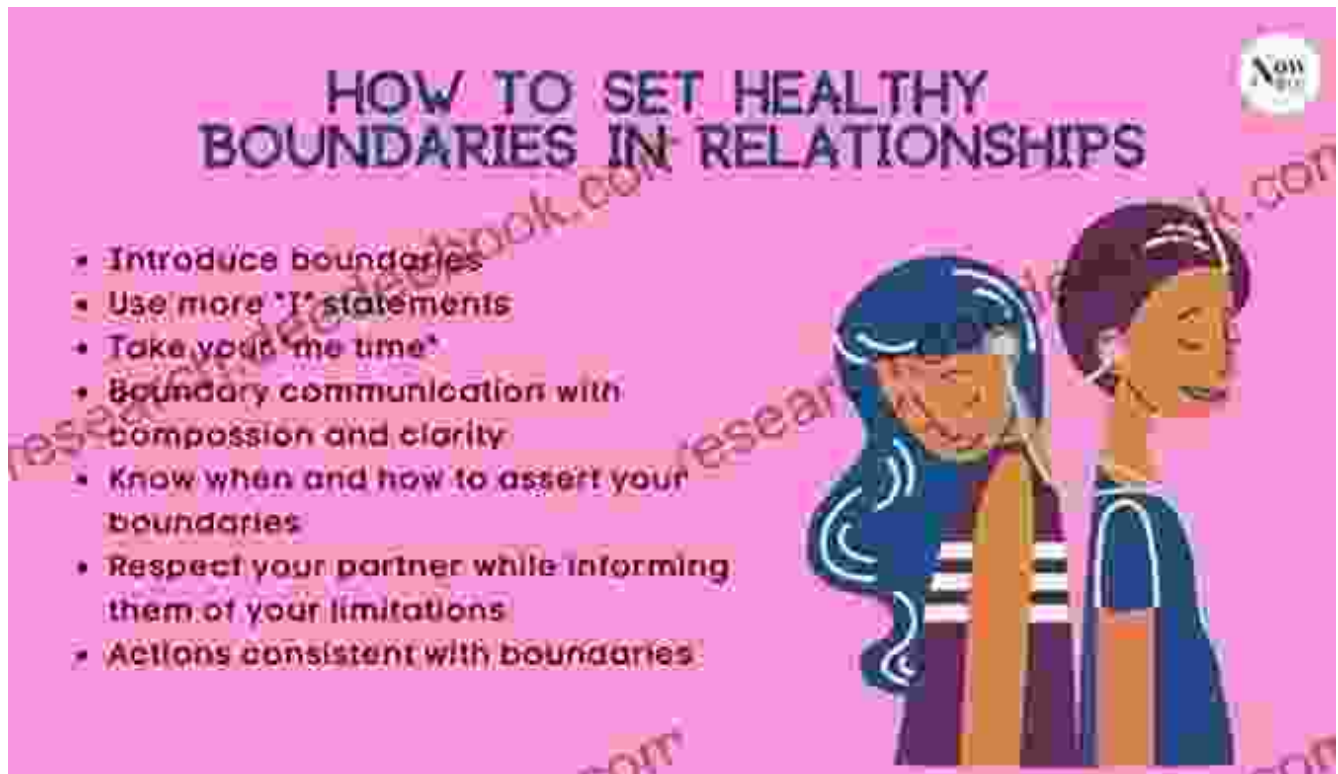 Now
HOW TO SET HEALTHY
BOUNDARIES IN RELATIONSHIPS
• Introduce boundaries
• Use more "I" statements
• Take your "me time"
• Boundary communication with
compassion and clarity
• Know when and how to assert your
boundaries
• Respect your partner while informing
them of your limitations
• Actions consistent with boundaries